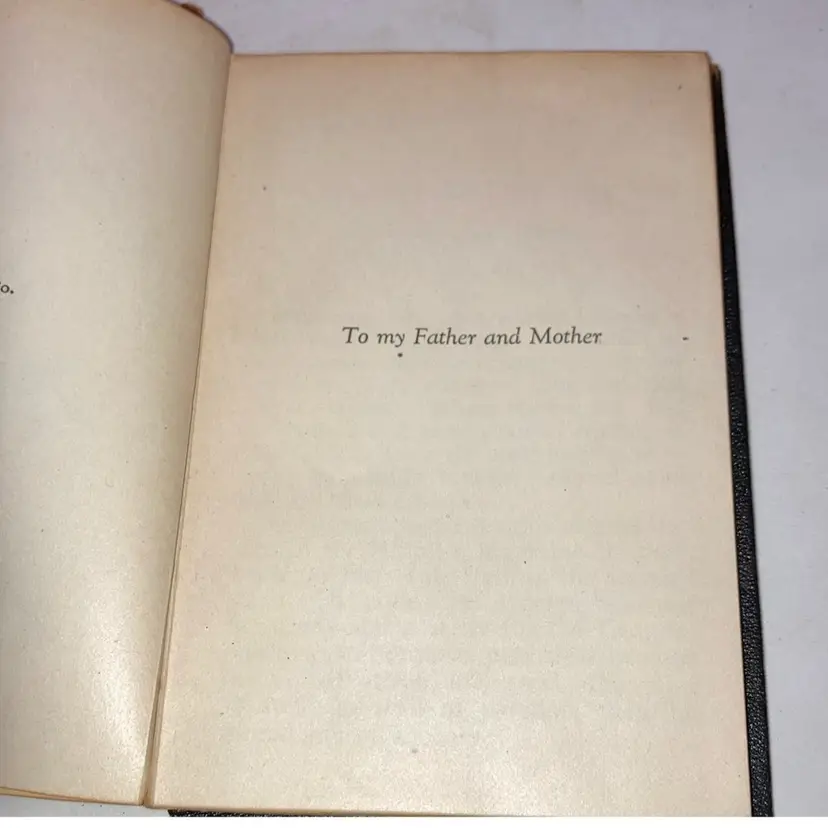 o.
To my Father and Mother